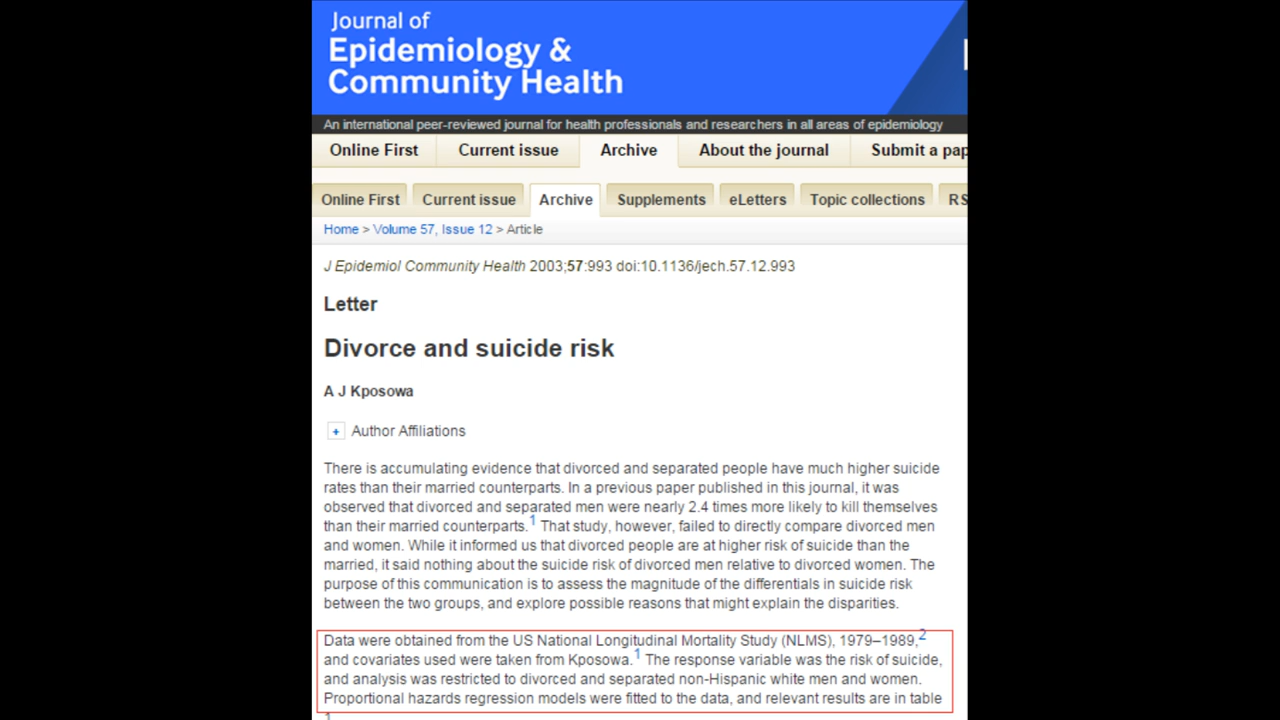 Journal of
Epidemiology &
Community Health
An international peer-reviewed journal for health professionals and researchers in all areas of epidemiology
Online First Current issue Archive About the journal Submit a pap
Online First Current issue Archive Supplements eLetters Topic collections RS
Home > Volume 57, Issue 12 > Article
J Epidemiol Community Health 2003;57:993 doi:10.1136/jech.57.12.993
Letter
Divorce and suicide risk
A J Kposowa
+ Author Affiliations
There is accumulating evidence that divorced and separated people have much higher suicide
rates than their married counterparts. In a previous paper published in this journal, it was
observed that divorced and separated men were nearly 2.4 times more likely to kill themselves
than their married counterparts.1 That study, however, failed to directly compare divorced men
and women. While it informed us that divorced people are at higher risk of suicide than the
married, it said nothing about the suicide risk of divorced men relative to divorced women. The
purpose of this communication is to assess the magnitude of the differentials in suicide risk
between the two groups, and explore possible reasons that might explain the disparities.
Data were obtained from the US National Longitudinal Mortality Study (NLMS), 1979–1989,2
and covariates used were taken from Kposowa.1 The response variable was the risk of suicide,
and analysis was restricted to divorced and separated non-Hispanic white men and women.
Proportional hazards regression models were fitted to the data, and relevant results are in table
1